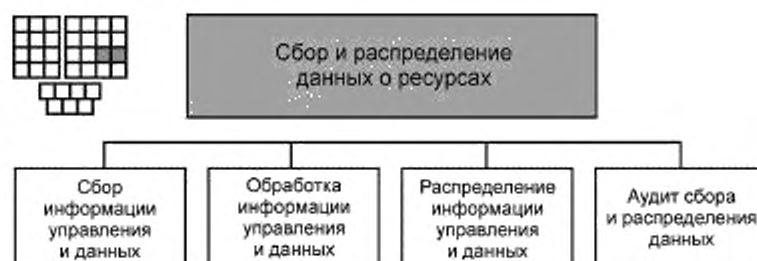 Сбор и распределение
данных о ресурсах
Сбор
информации
управления
и данных
Обработка
информации
управления
и данных
Распределение
информации
управления
и данных
Аудит сбора
и распределения
данных